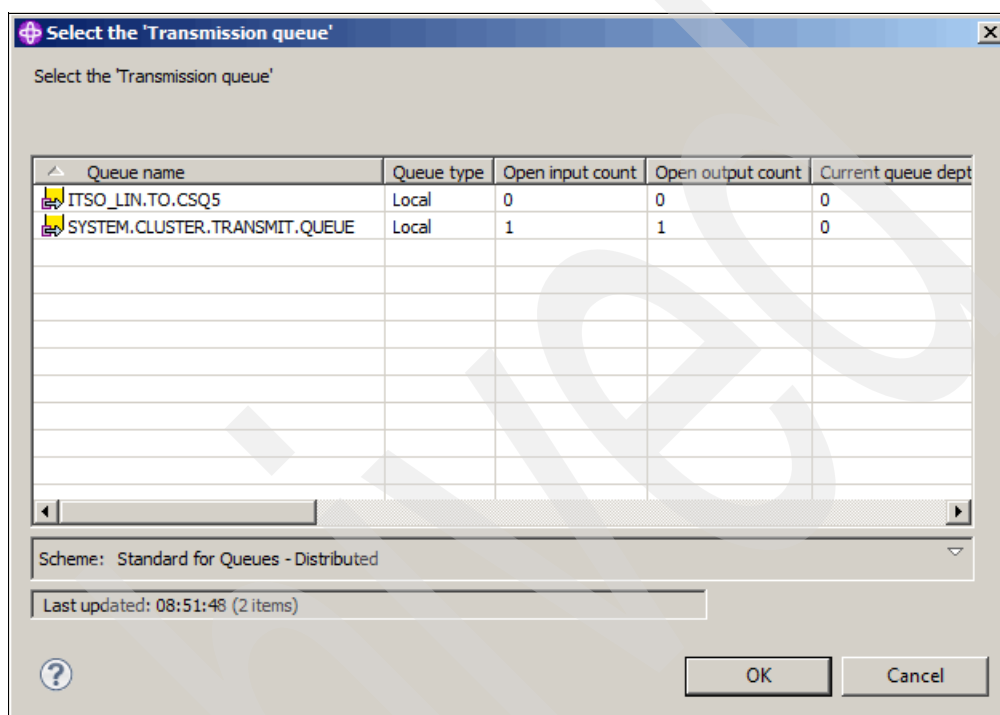 Select the 'Transmission queue'
Select the 'Transmission queue'
Queue name Queue type Open input count Open output count Current queue dept
ITSO_LIN.TO.CSQ5 Local 0 0 0
SYSTEM.CLUSTER.TRANSMIT.QUEUE Local 1 1 0
Scheme: Standard for Queues - Distributed
Last updated: 08:51:48 (2 items)
?
OK Cancel